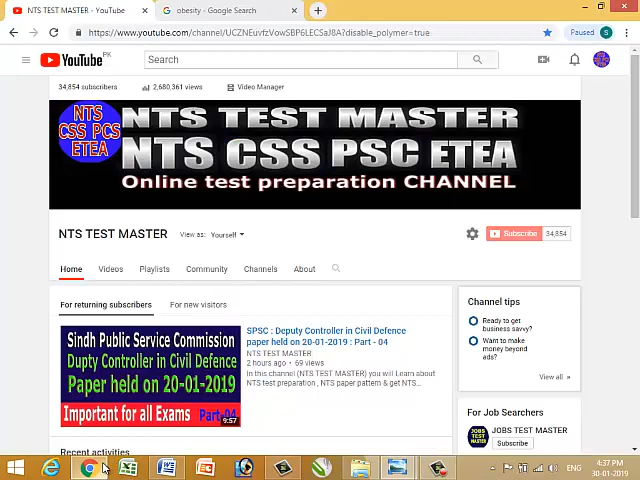 NTS TEST MASTER - YouTube
obesity - Google Search
https://www.youtube.com/channel/UCZNEuvfzVowSBP6LECSaJ8A?disable_polymer=true
Paused
S
YouTube PK
Search
34,854 subscribers
2,680,361 views
Video Manager
NTS
CSS PCS
ETEA
NTS TEST MASTER
NTS CSS PSC ETEA
Online test preparation CHANNEL
NTS TEST MASTER
View as: Yourself
Subscribe 34,854
Home
Videos
Playlists
Community
Channels
About
For returning subscribers
For new visitors
Sindh Public Service Commission
Dupty Controller in Civil Defence
Paper held on 20-01-2019
Important for all Exams Part-04
9:57
SPSC : Deputy Controller in Civil Defence
paper held on 20-01-2019 : Part - 04
NTS TEST MASTER
2 hours ago • 69 views
In this channel (NTS TEST MASTER) you will Learn about
NTS test preparation , NTS paper pattern & get NTS...
Recent activities
Channel tips
Ready to get
business savvy?
Want to make
money beyond
ads?
View all »
For Job Searchers
JOBS
TEST
MASTER
JOBS TEST MASTER
Subscribe
ENG
4:37 PM
30-01-2019